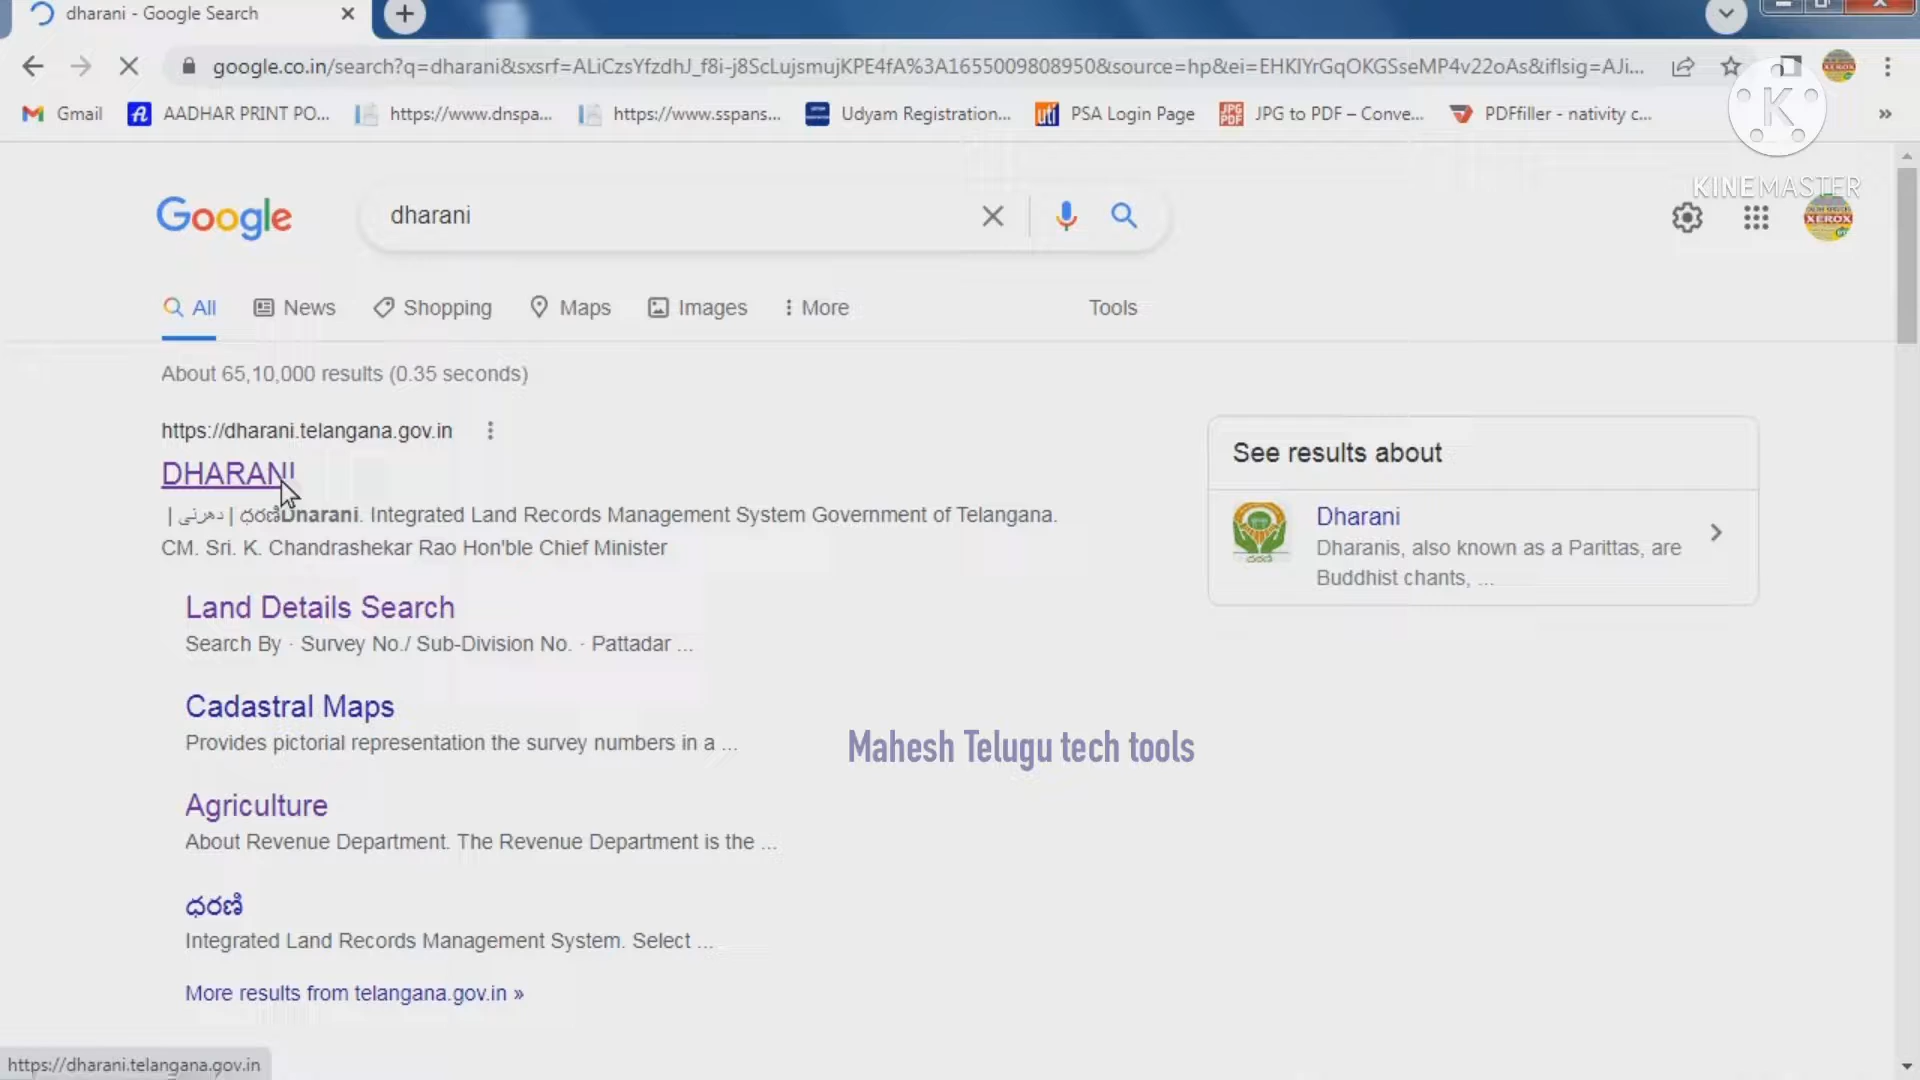 dharani - Google Search
google.co.in/search?q=dharani&sxsrf=ALiCzsYfzdhJ_f8i-j8ScLujsmujKPE4fA%3A1655009808950&source=hp&ei=EHKlYrGqOKGSseMP4v22oAs&iflsig=AJi...
Gmail AADHAR PRINT PO... https://www.dnspa... https://www.sspans... Udyam Registration... PSA Login Page JPG to PDF – Conve... PDFfiller - nativity c... »
K
KINEMASTER
Google dharani XEROX
All News Shopping Maps Images More Tools
About 65,10,000 results (0.35 seconds)
https://dharani.telangana.gov.in
DHARANI
| دهرنی | ధరణిDharani. Integrated Land Records Management System Government of Telangana.
CM. Sri. K. Chandrashekar Rao Hon'ble Chief Minister
See results about
Dharani
Dharanis, also known as a Parittas, are
Buddhist chants, ...
Land Details Search
Search By · Survey No./ Sub-Division No. · Pattadar ...
Cadastral Maps
Provides pictorial representation the survey numbers in a ...
Mahesh Telugu tech tools
Agriculture
About Revenue Department. The Revenue Department is the ...
ధరణి
Integrated Land Records Management System. Select ...
More results from telangana.gov.in »
https://dharani.telangana.gov.in